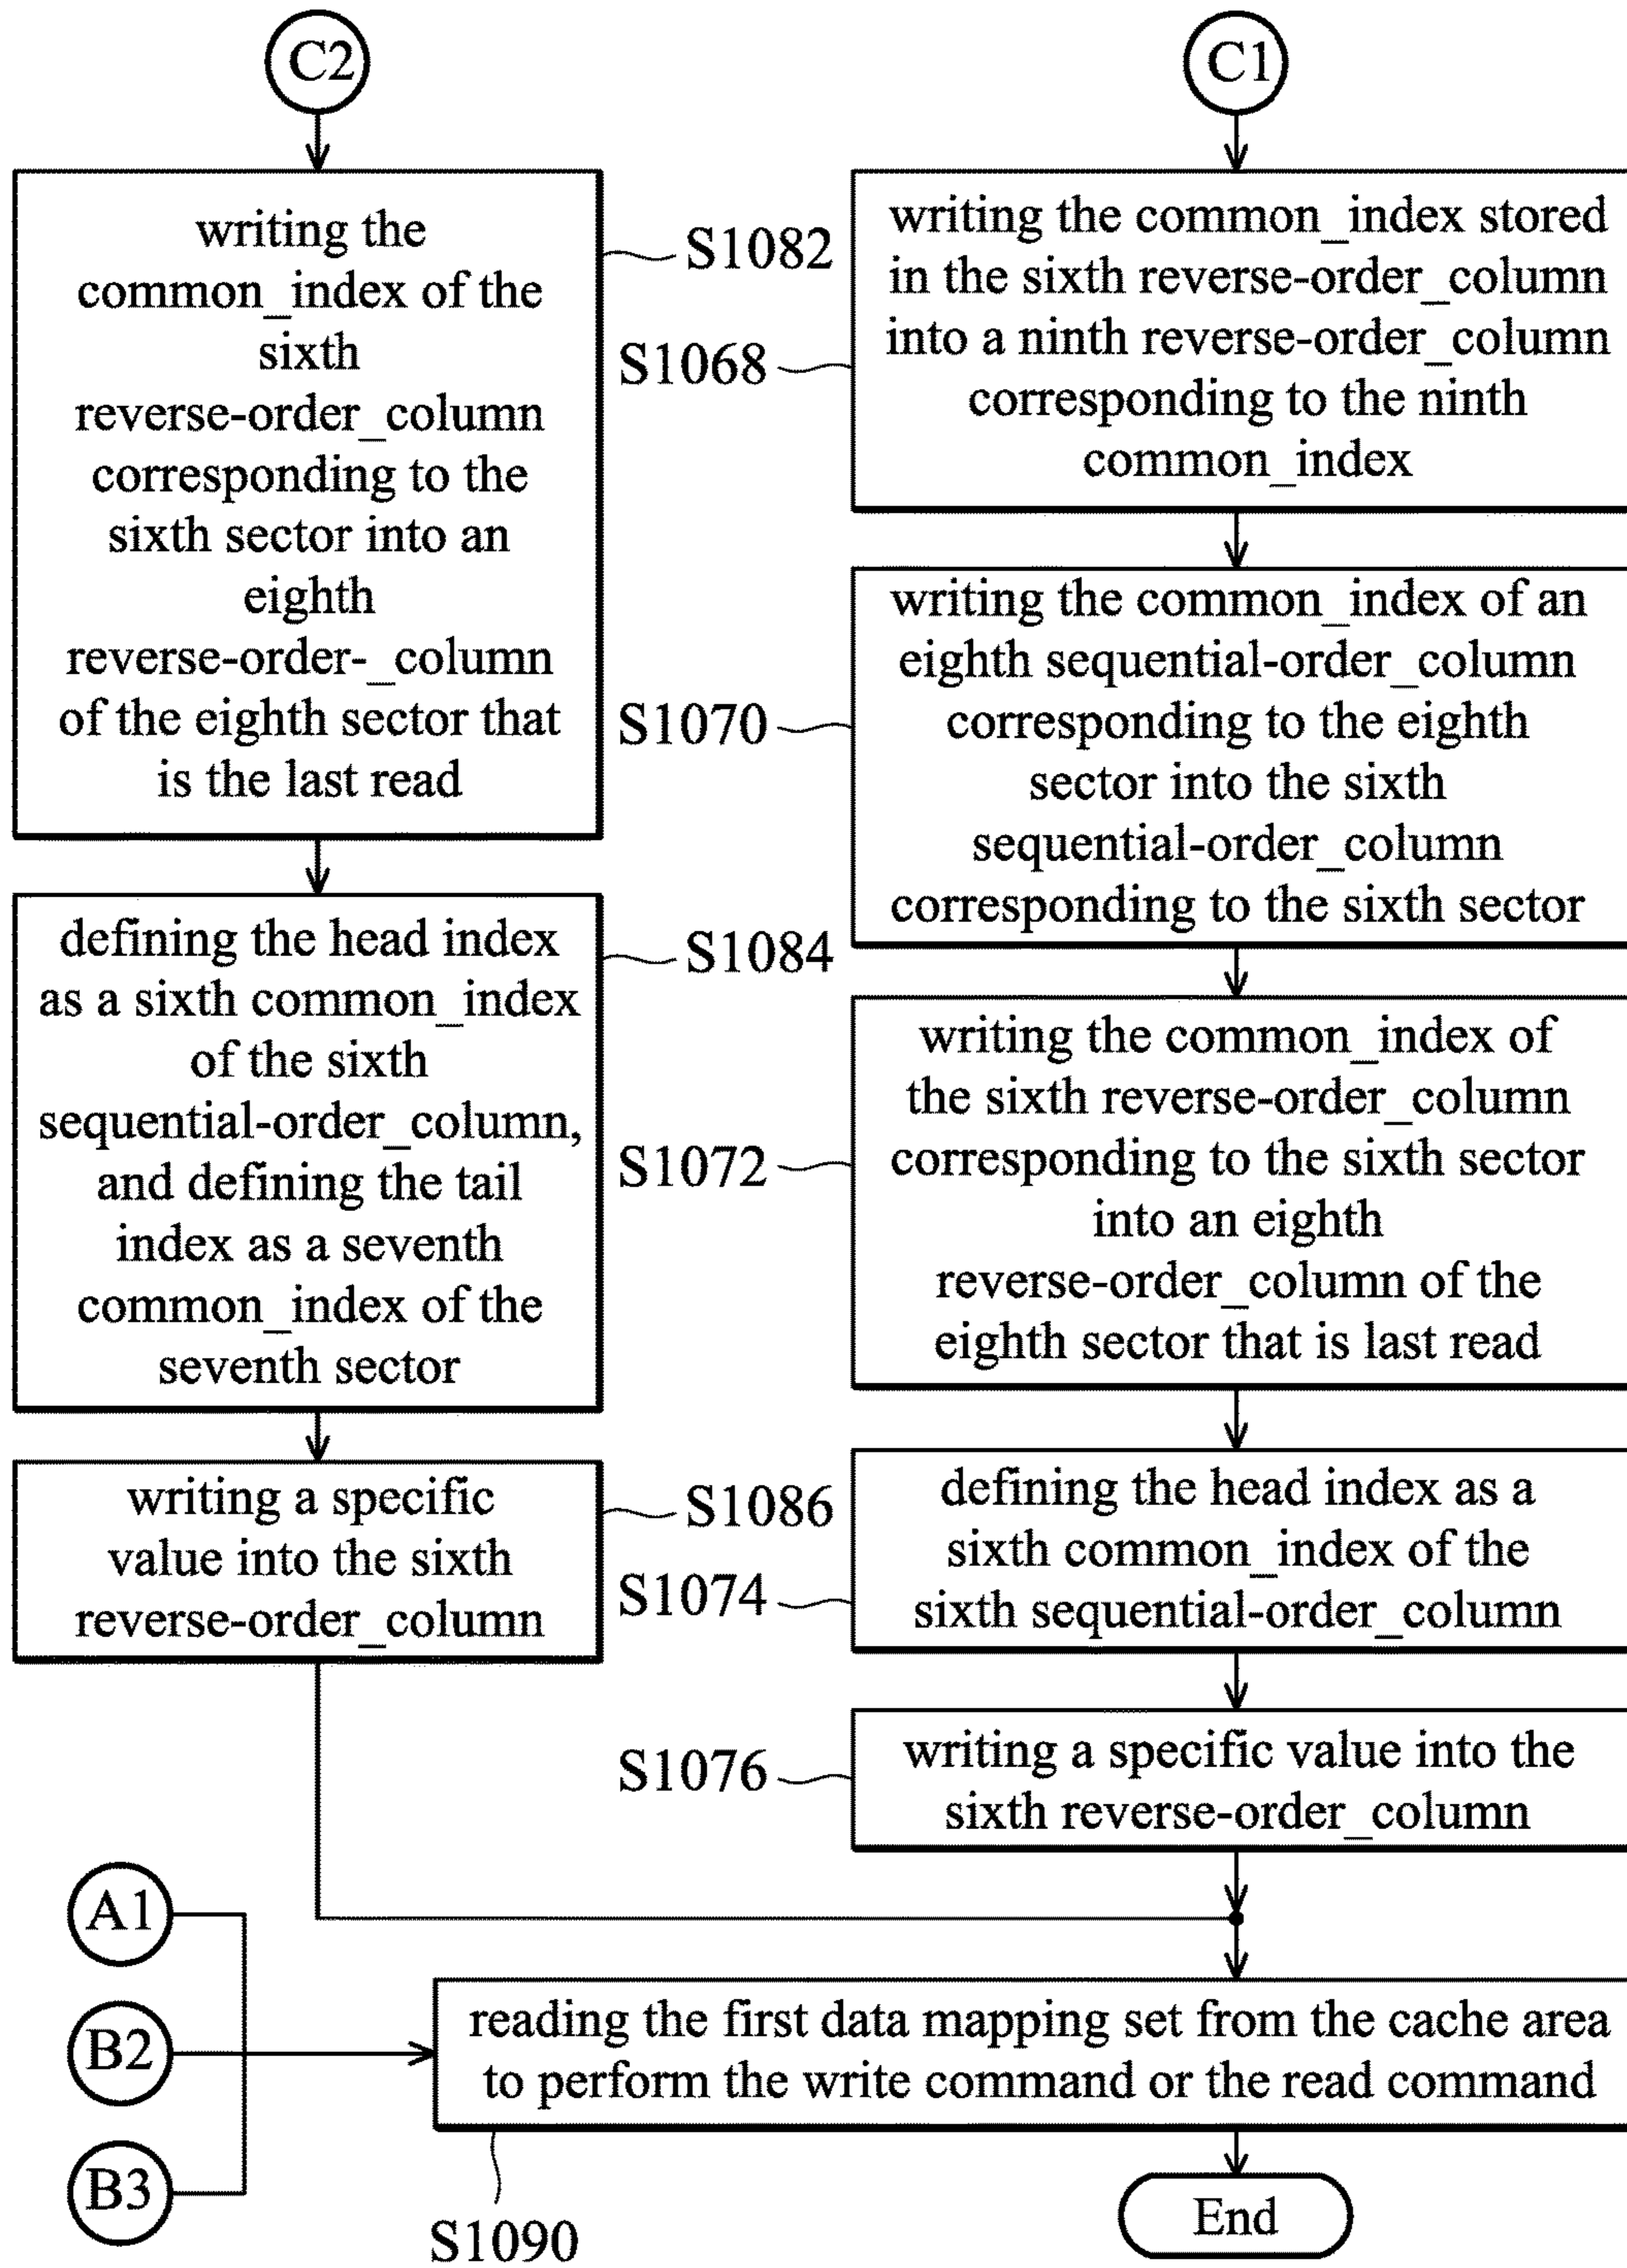 C2
writing the
common_index of the
sixth
reverse-order_column
corresponding to the
sixth sector into an
eighth
reverse-order-_column
of the eighth sector that
is the last read
S1082
defining the head index
as a sixth common_index
of the sixth
sequential-order_column,
and defining the tail
index as a seventh
common_index of the
seventh sector
S1084
writing a specific
value into the sixth
reverse-order_column
S1086
C1
writing the common_index stored
in the sixth reverse-order_column
into a ninth reverse-order_column
corresponding to the ninth
common_index
S1068
writing the common_index of an
eighth sequential-order_column
corresponding to the eighth
sector into the sixth
sequential-order_column
corresponding to the sixth sector
S1070
writing the common_index of
the sixth reverse-order_column
corresponding to the sixth sector
into an eighth
reverse-order_column of the
eighth sector that is last read
S1072
defining the head index as a
sixth common_index of the
sixth sequential-order_column
S1074
writing a specific value into the
sixth reverse-order_column
S1076
A1
B2
B3
reading the first data mapping set from the cache area
to perform the write command or the read command
S1090
End